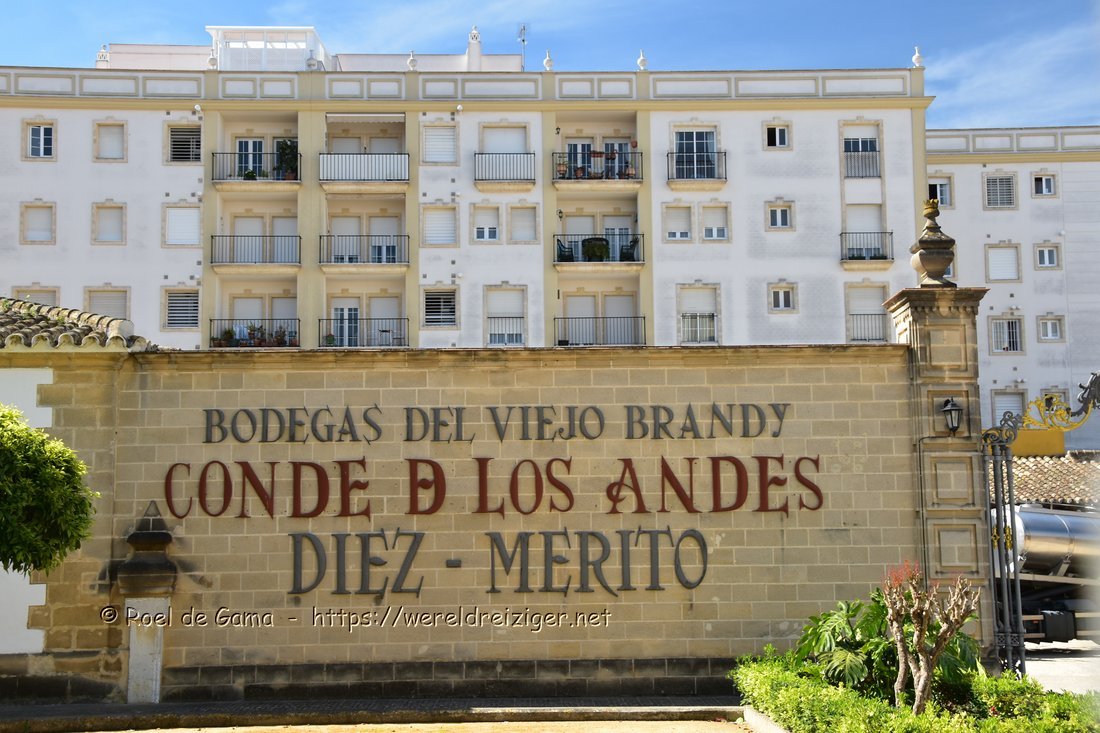 BODEGAS DEL VIEJO BRANDY
CONDE D LOS ANDES
DIEZ - MERITO
© Roel de Gama - https://wereldreiziger.net